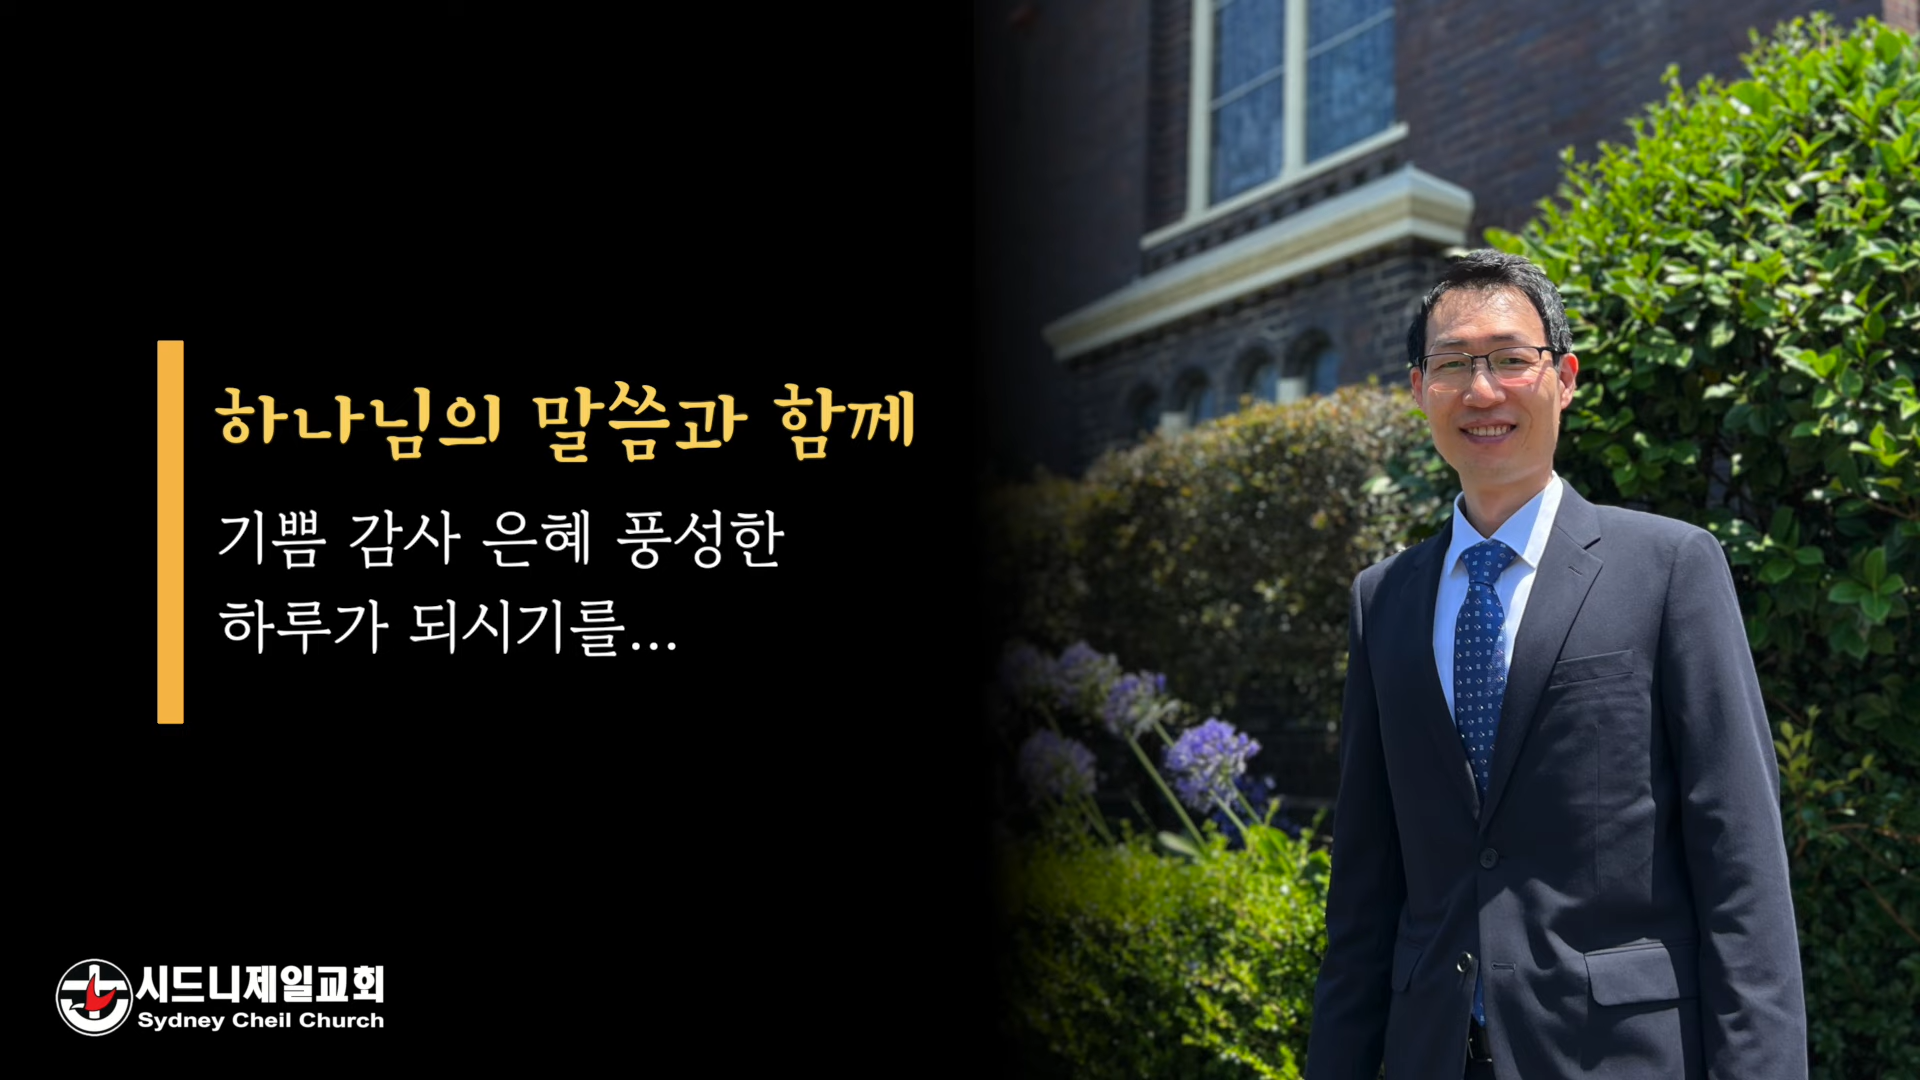 하나님의 말씀과 함께
기쁨 감사 은혜 풍성한
하루가 되시기를...
시드니제일교회
Sydney Cheil Church